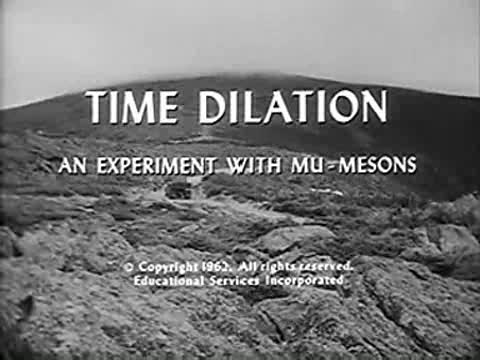 TIME DILATION
AN EXPERIMENT WITH MU-MESONS
© Copyright 1962. All rights reserved.
Educational Services Incorporated